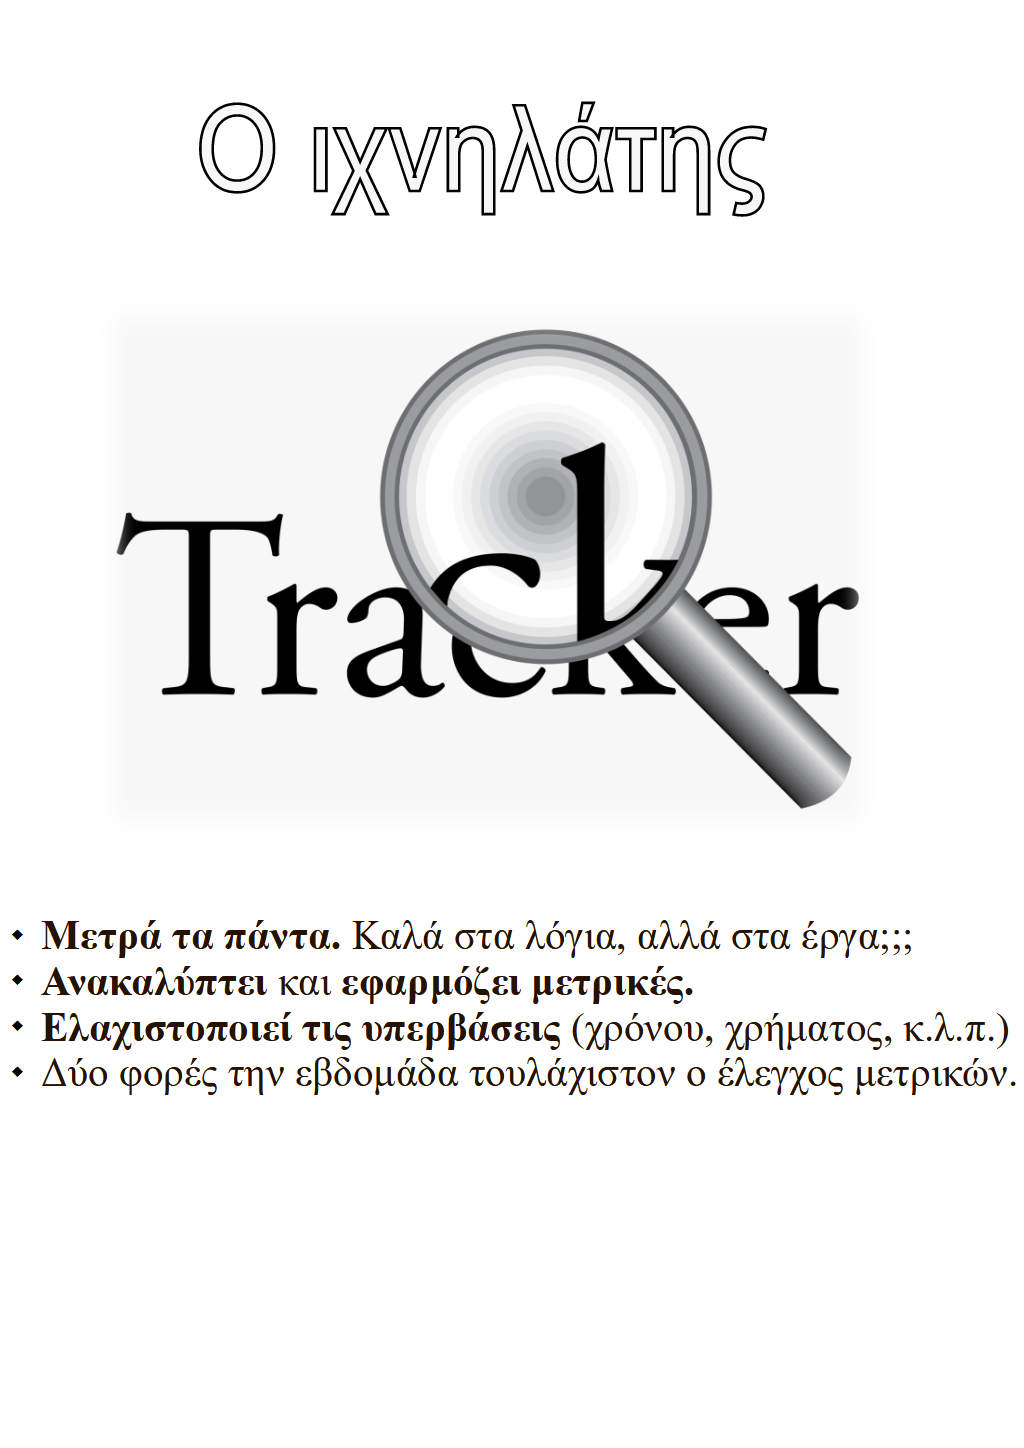 Ο ιχνηλάτης
Tracker
Μετρά τα πάντα. Καλά στα λόγια, αλλά στα έργα;;;
Ανακαλύπτει και εφαρμόζει μετρικές.
Ελαχιστοποιεί τις υπερβάσεις (χρόνου, χρήματος, κ.λ.π.)
Δύο φορές την εβδομάδα τουλάχιστον ο έλεγχος μετρικών.